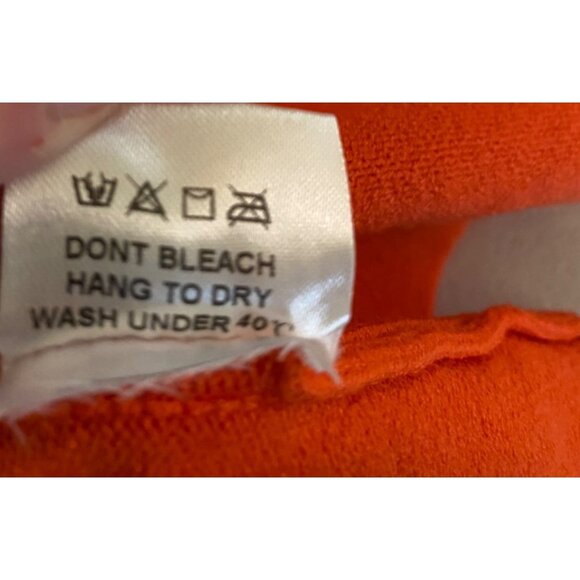 DONT BLEACH
HANG TO DRY
WASH UNDER 40℃